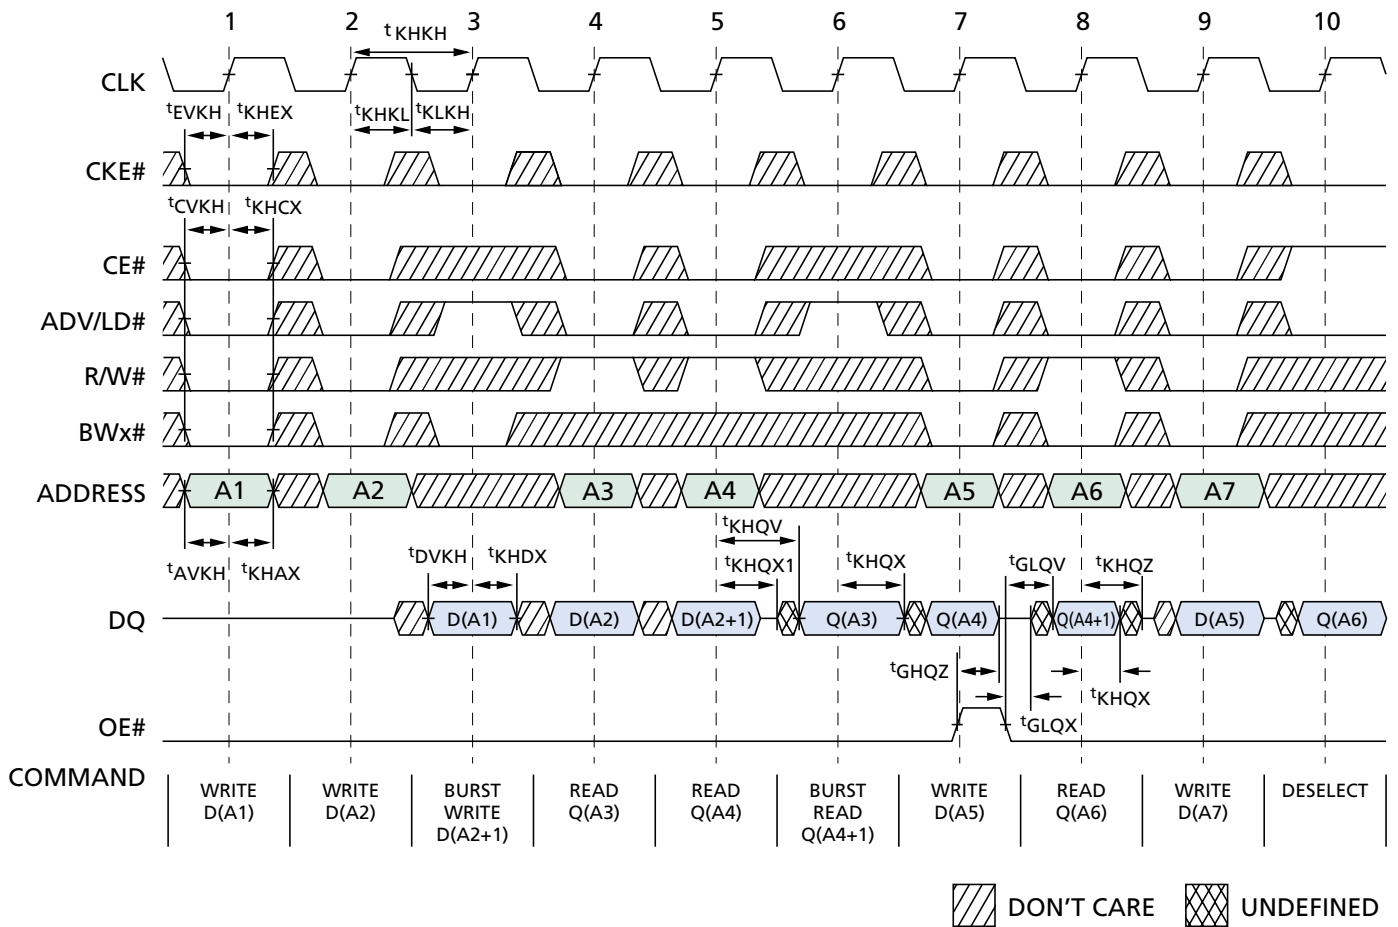 1 2 3 4 5 6 7 8 9 10
tKHKH
CLK
tEVKH tKHEX tKHKL tKLKH
CKE#
tCVKH tKHCX
CE#
ADV/LD#
R/W#
BWx#
ADDRESS A1 A2 A3 A4 A5 A6 A7
tKHQV
tAVKH tKHAX tDVKH tKHDX tKHQX1 tKHQX tGLQV tKHQZ
DQ D(A1) D(A2) D(A2+1) Q(A3) Q(A4) Q(A4+1) D(A5) Q(A6)
tGHQZ tKHQX
tGLQX
OE#
COMMAND
WRITE WRITE BURST READ READ BURST WRITE READ WRITE DESELECT
D(A1) D(A2) WRITE Q(A3) Q(A4) READ D(A5) Q(A6) D(A7)
D(A2+1) Q(A4+1)
DON'T CARE UNDEFINED